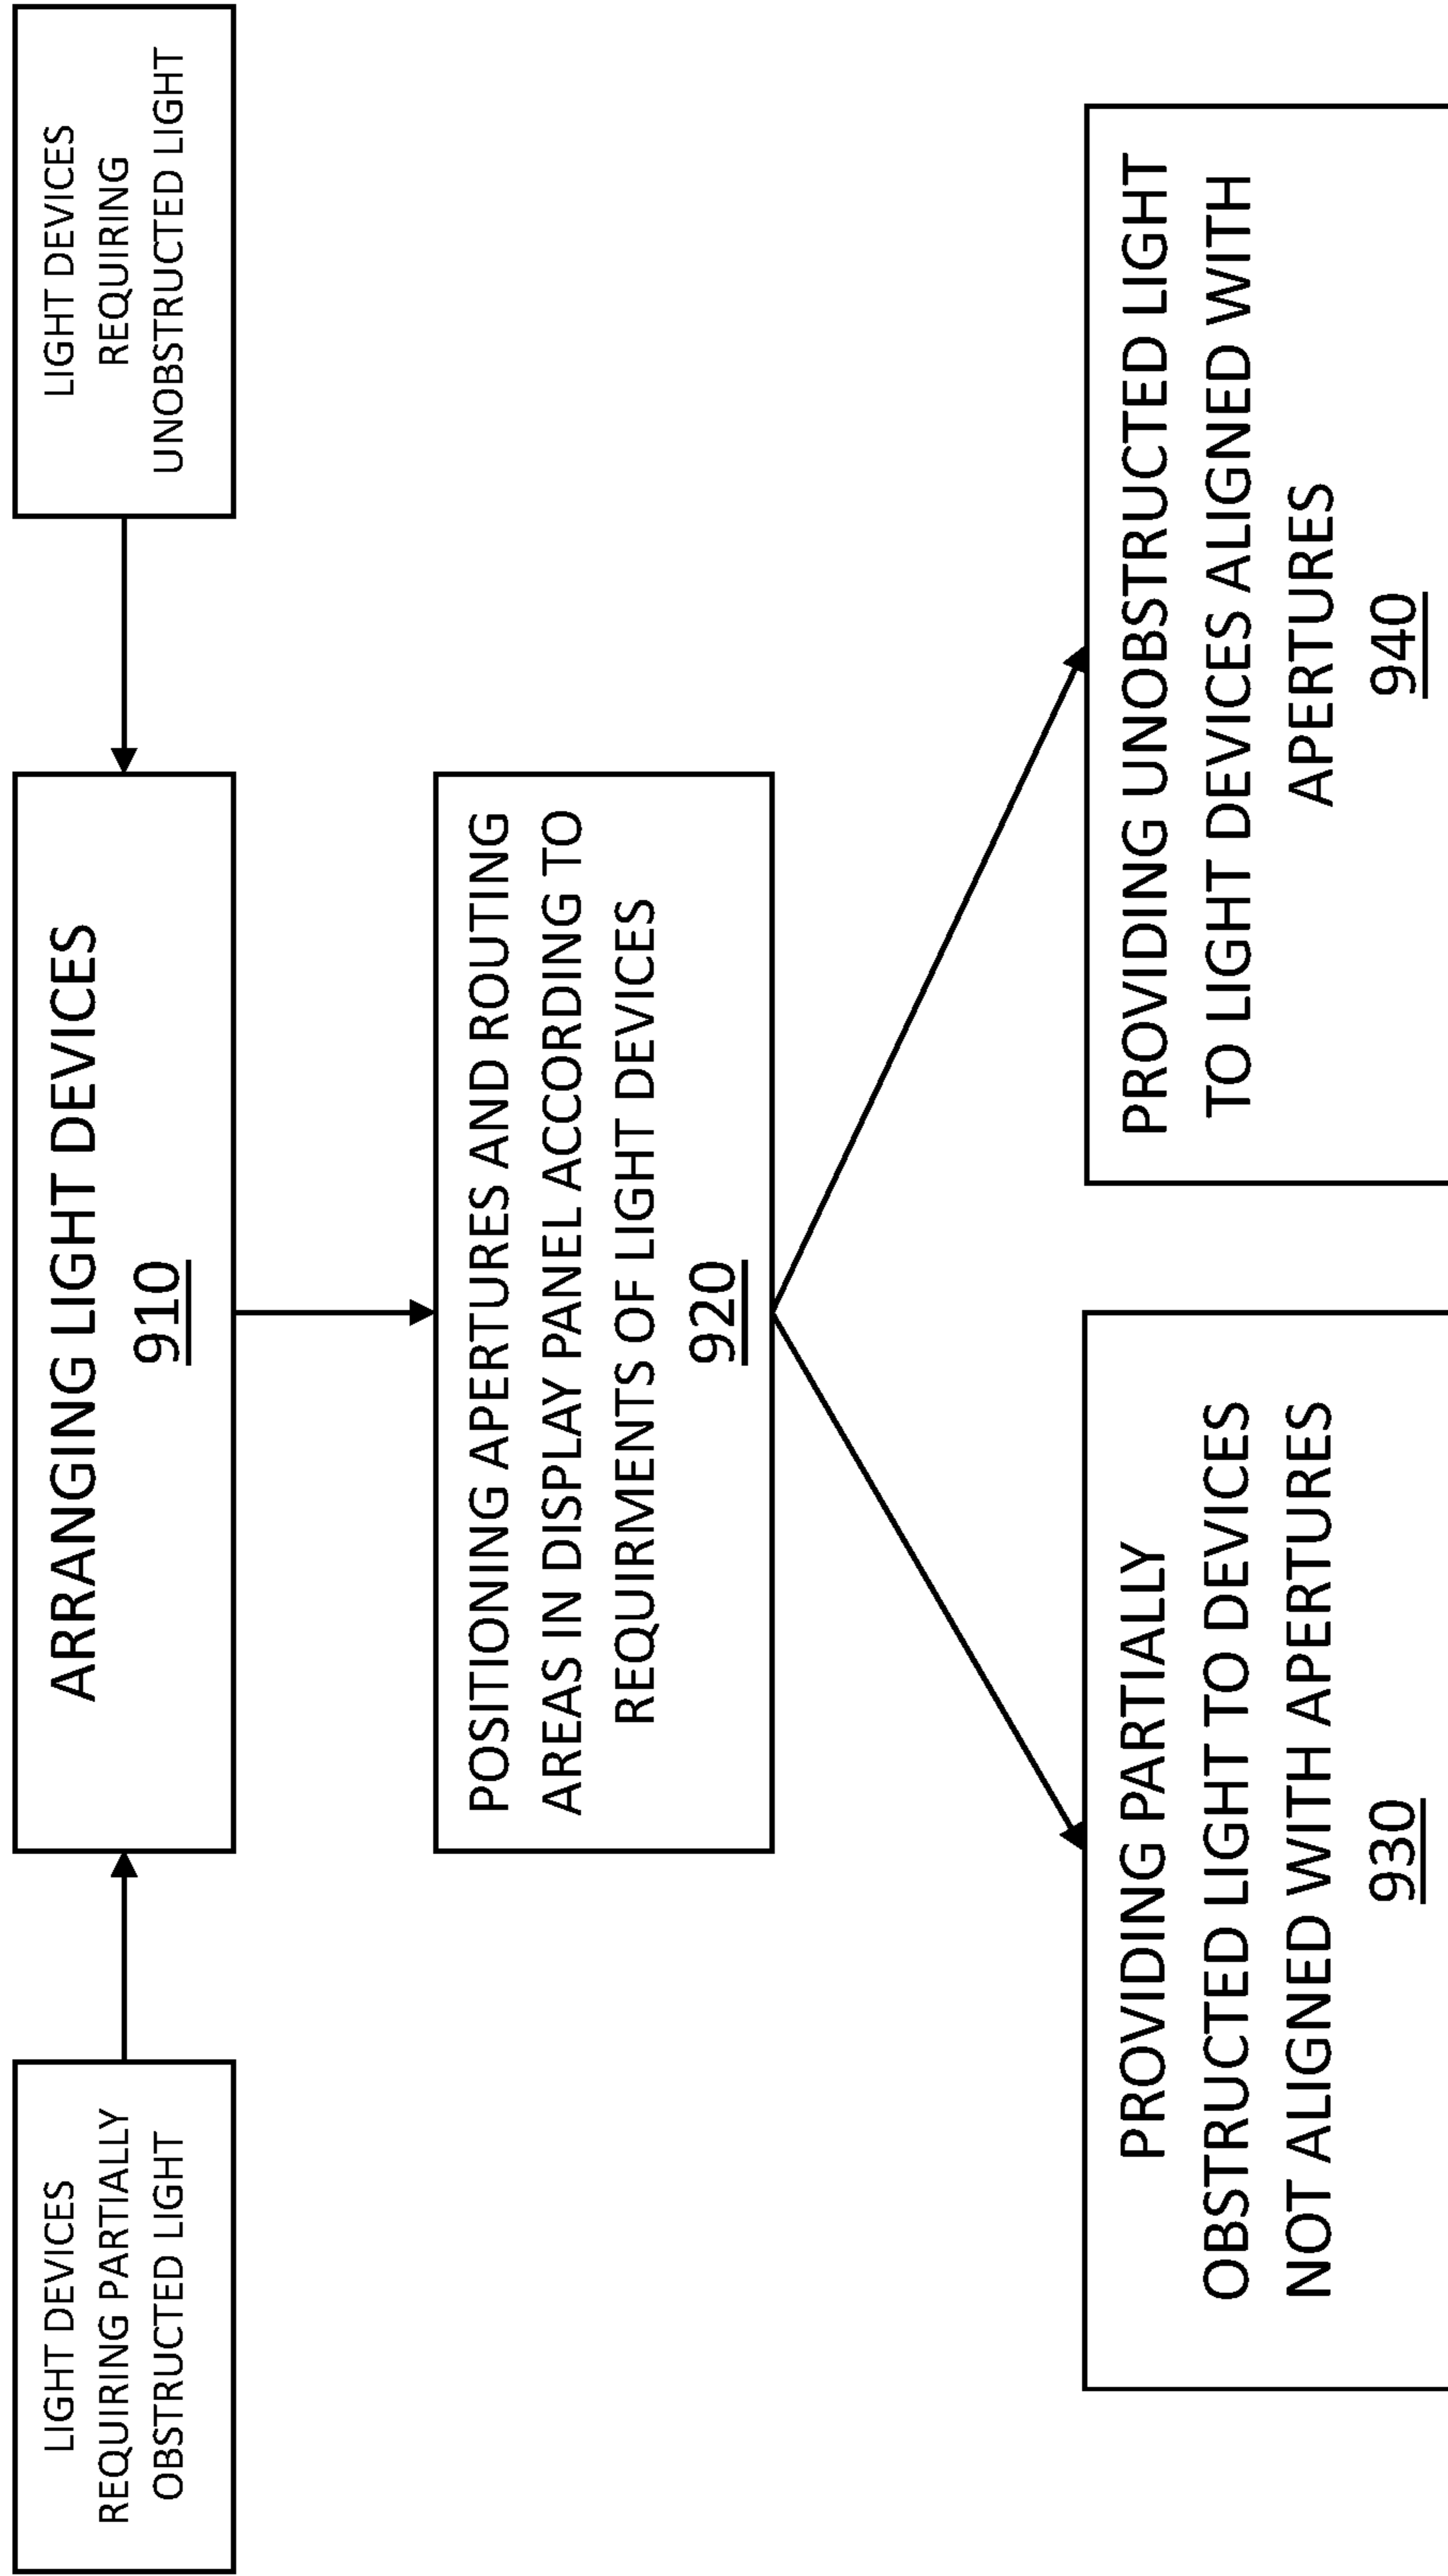 LIGHT DEVICES
REQUIRING PARTIALLY
OBSTRUCTED LIGHT
ARRANGING LIGHT DEVICES
910
LIGHT DEVICES
REQUIRING
UNOBSTRUCTED LIGHT
POSITIONING APERTURES AND ROUTING
AREAS IN DISPLAY PANEL ACCORDING TO
REQUIRMENTS OF LIGHT DEVICES
920
PROVIDING PARTIALLY
OBSTRUCTED LIGHT TO DEVICES
NOT ALIGNED WITH APERTURES
930
PROVIDING UNOBSTRUCTED LIGHT
TO LIGHT DEVICES ALIGNED WITH
APERTURES
940